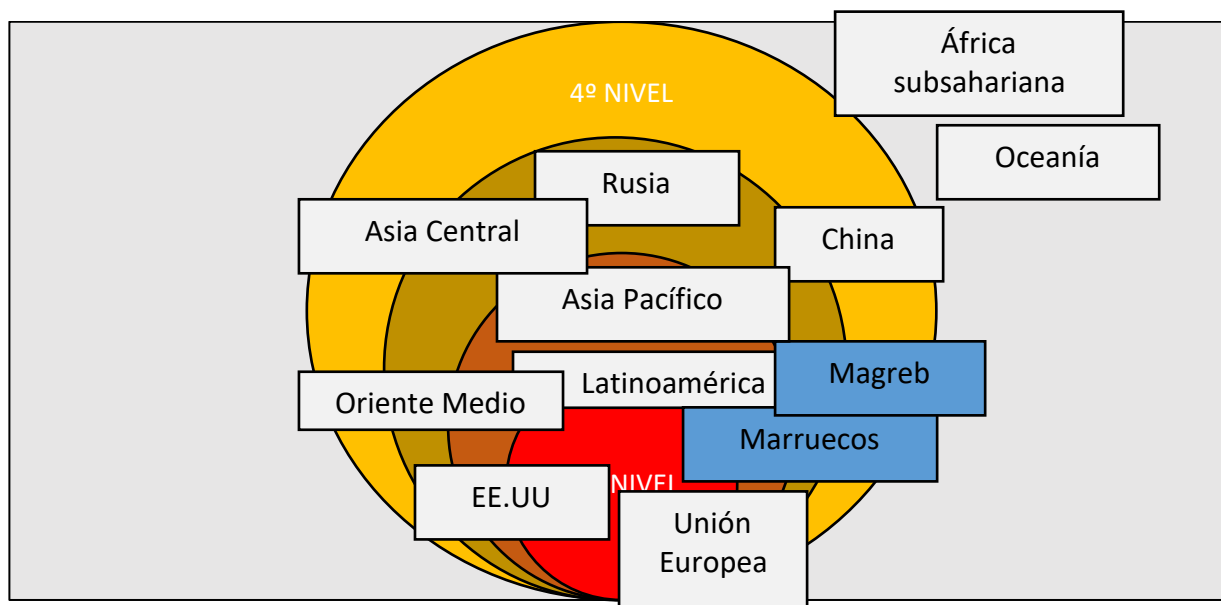 África
subsahariana
4º NIVEL
Oceanía
Rusia
Asia Central
China
Asia Pacífico
Magreb
Latinoamérica
Oriente Medio
Marruecos
NIVEL
EE.UU
Unión
Europea